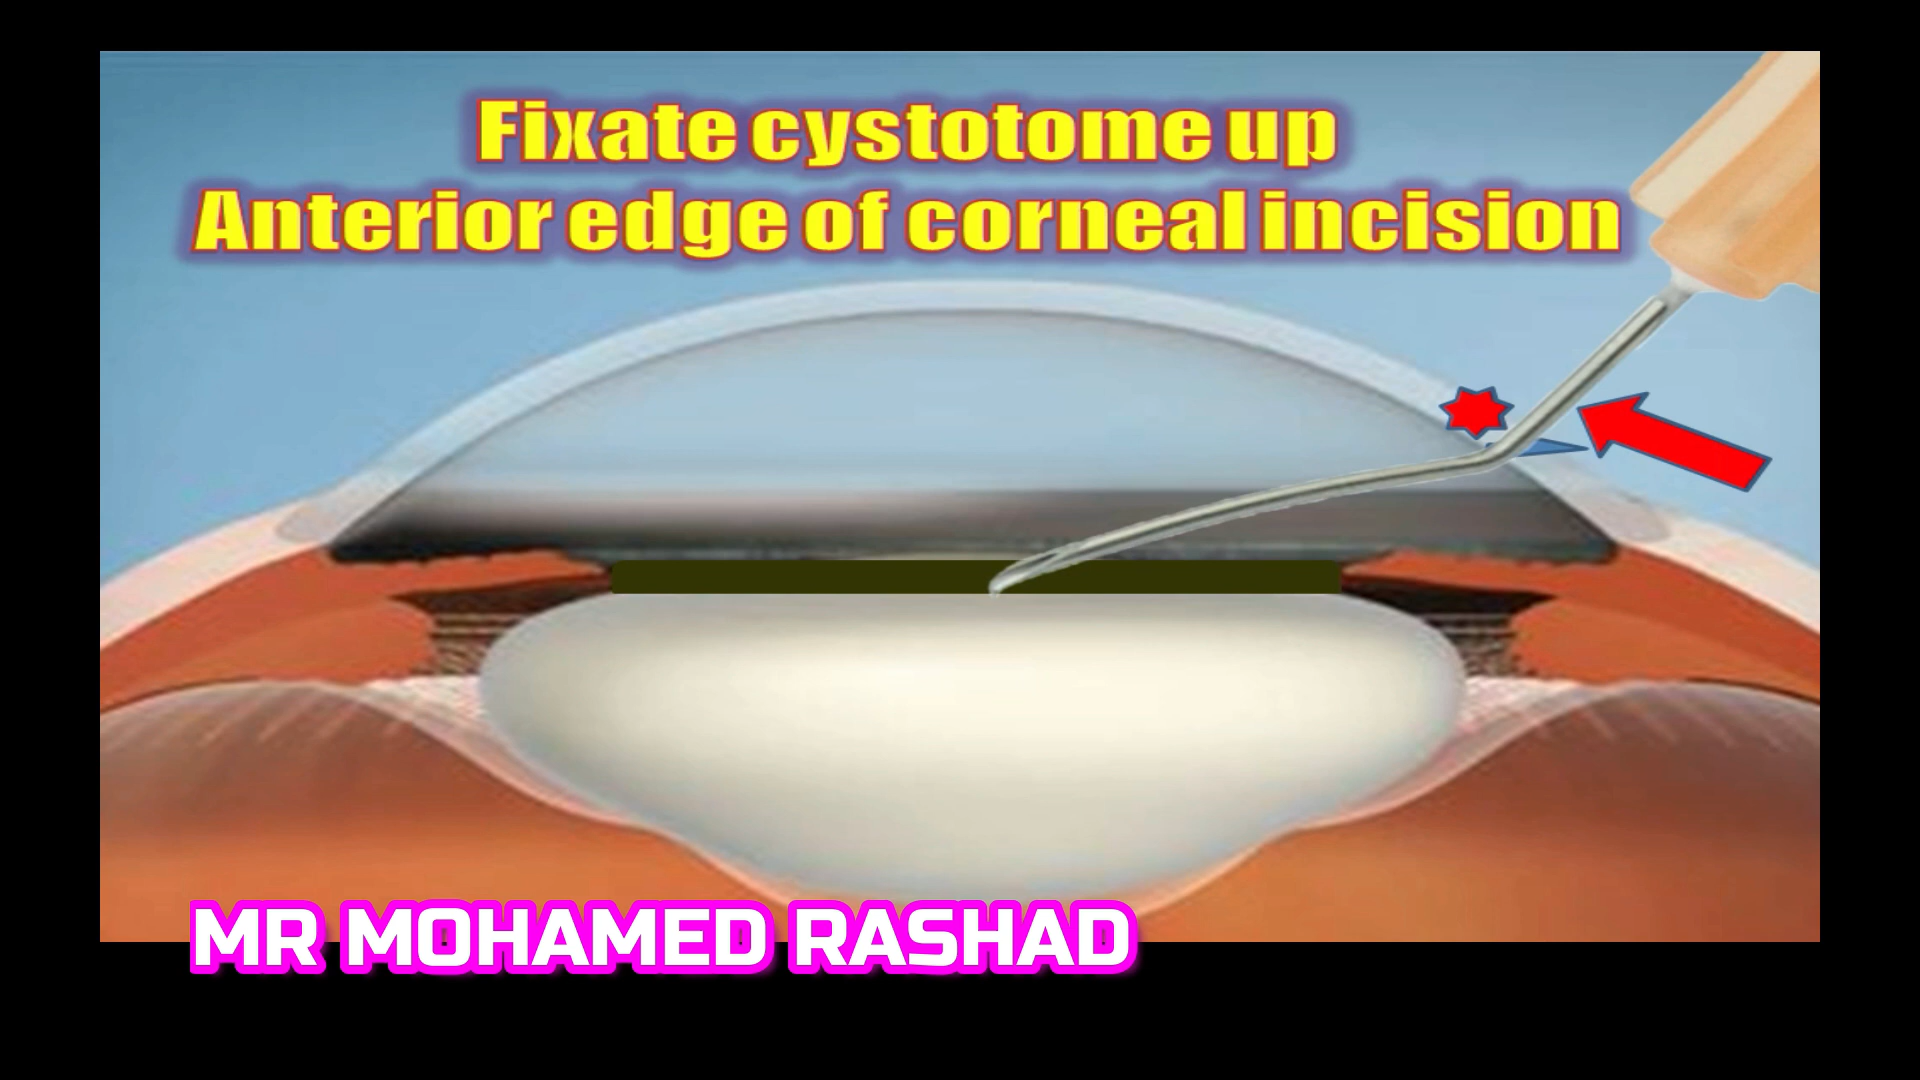 Fixate cystotome up
Anterior edge of corneal incision
MR MOHAMED RASHAD